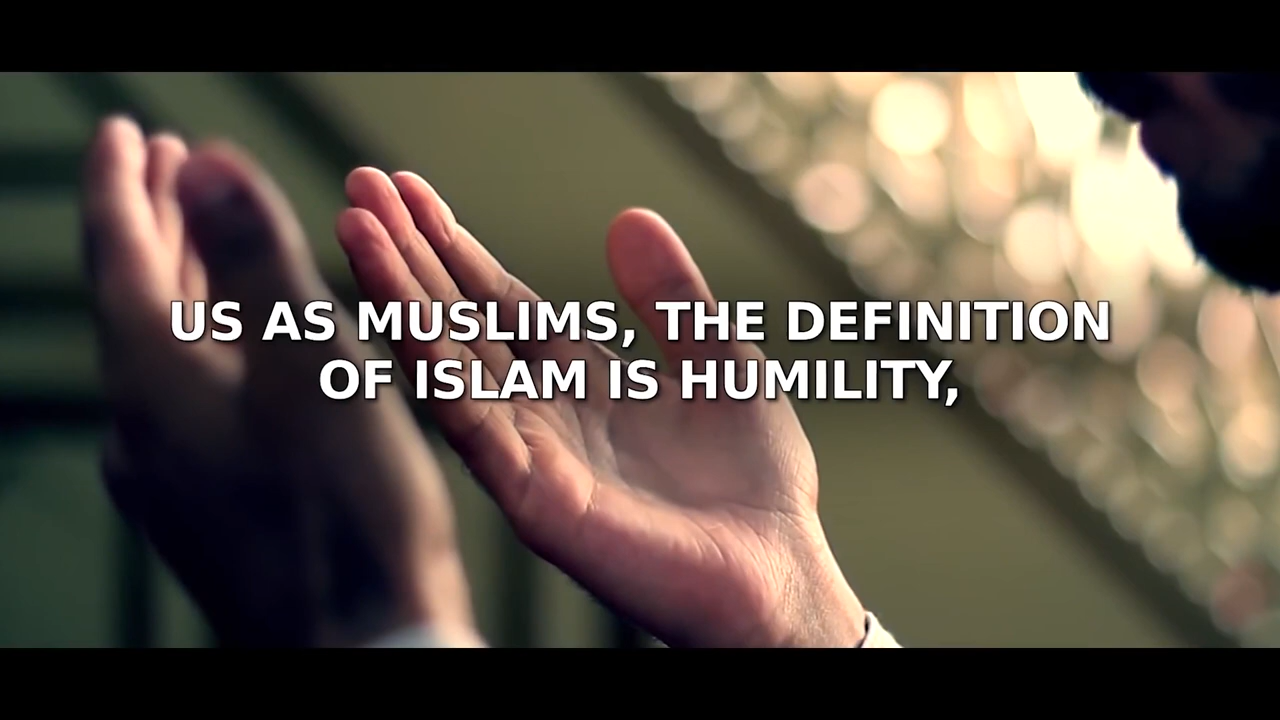 US AS MUSLIMS, THE DEFINITION
OF ISLAM IS HUMILITY,